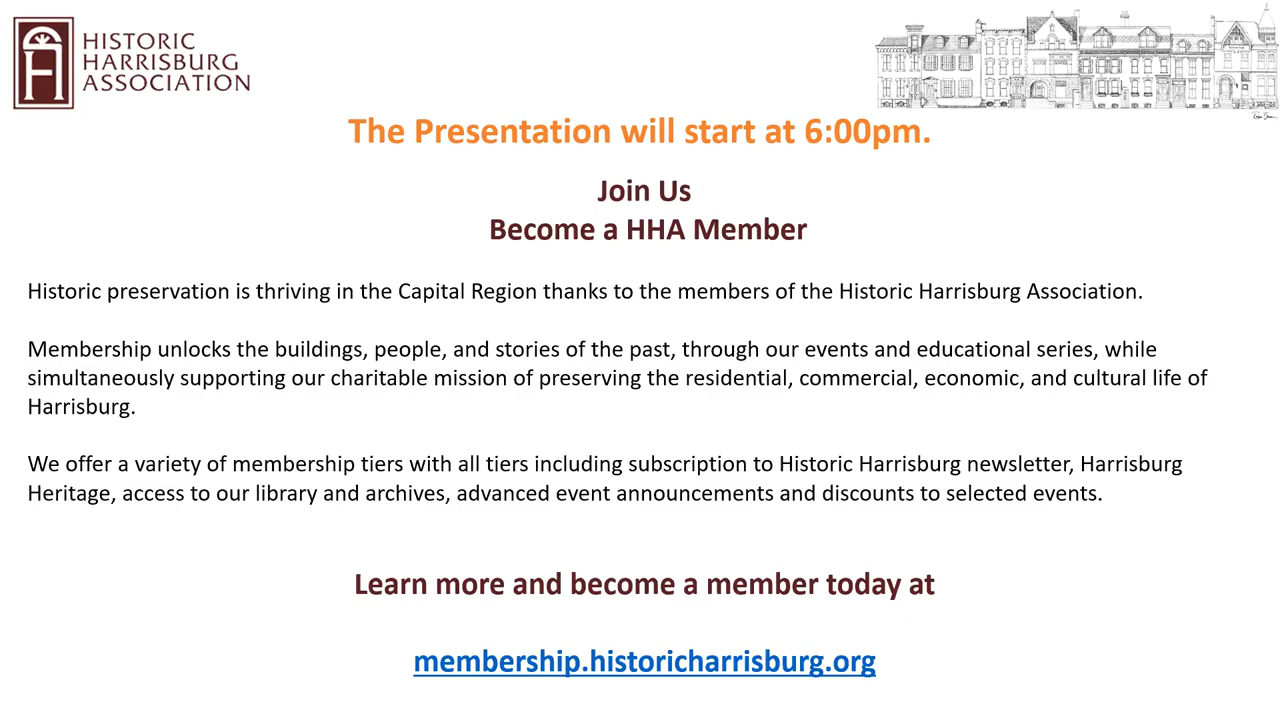 HISTORIC
HARRISBURG
ASSOCIATION
The Presentation will start at 6:00pm.
Join Us
Become a HHA Member
Historic preservation is thriving in the Capital Region thanks to the members of the Historic Harrisburg Association.
Membership unlocks the buildings, people, and stories of the past, through our events and educational series, while
simultaneously supporting our charitable mission of preserving the residential, commercial, economic, and cultural life of
Harrisburg.
We offer a variety of membership tiers with all tiers including subscription to Historic Harrisburg newsletter, Harrisburg
Heritage, access to our library and archives, advanced event announcements and discounts to selected events.
Learn more and become a member today at
membership.historicharrisburg.org